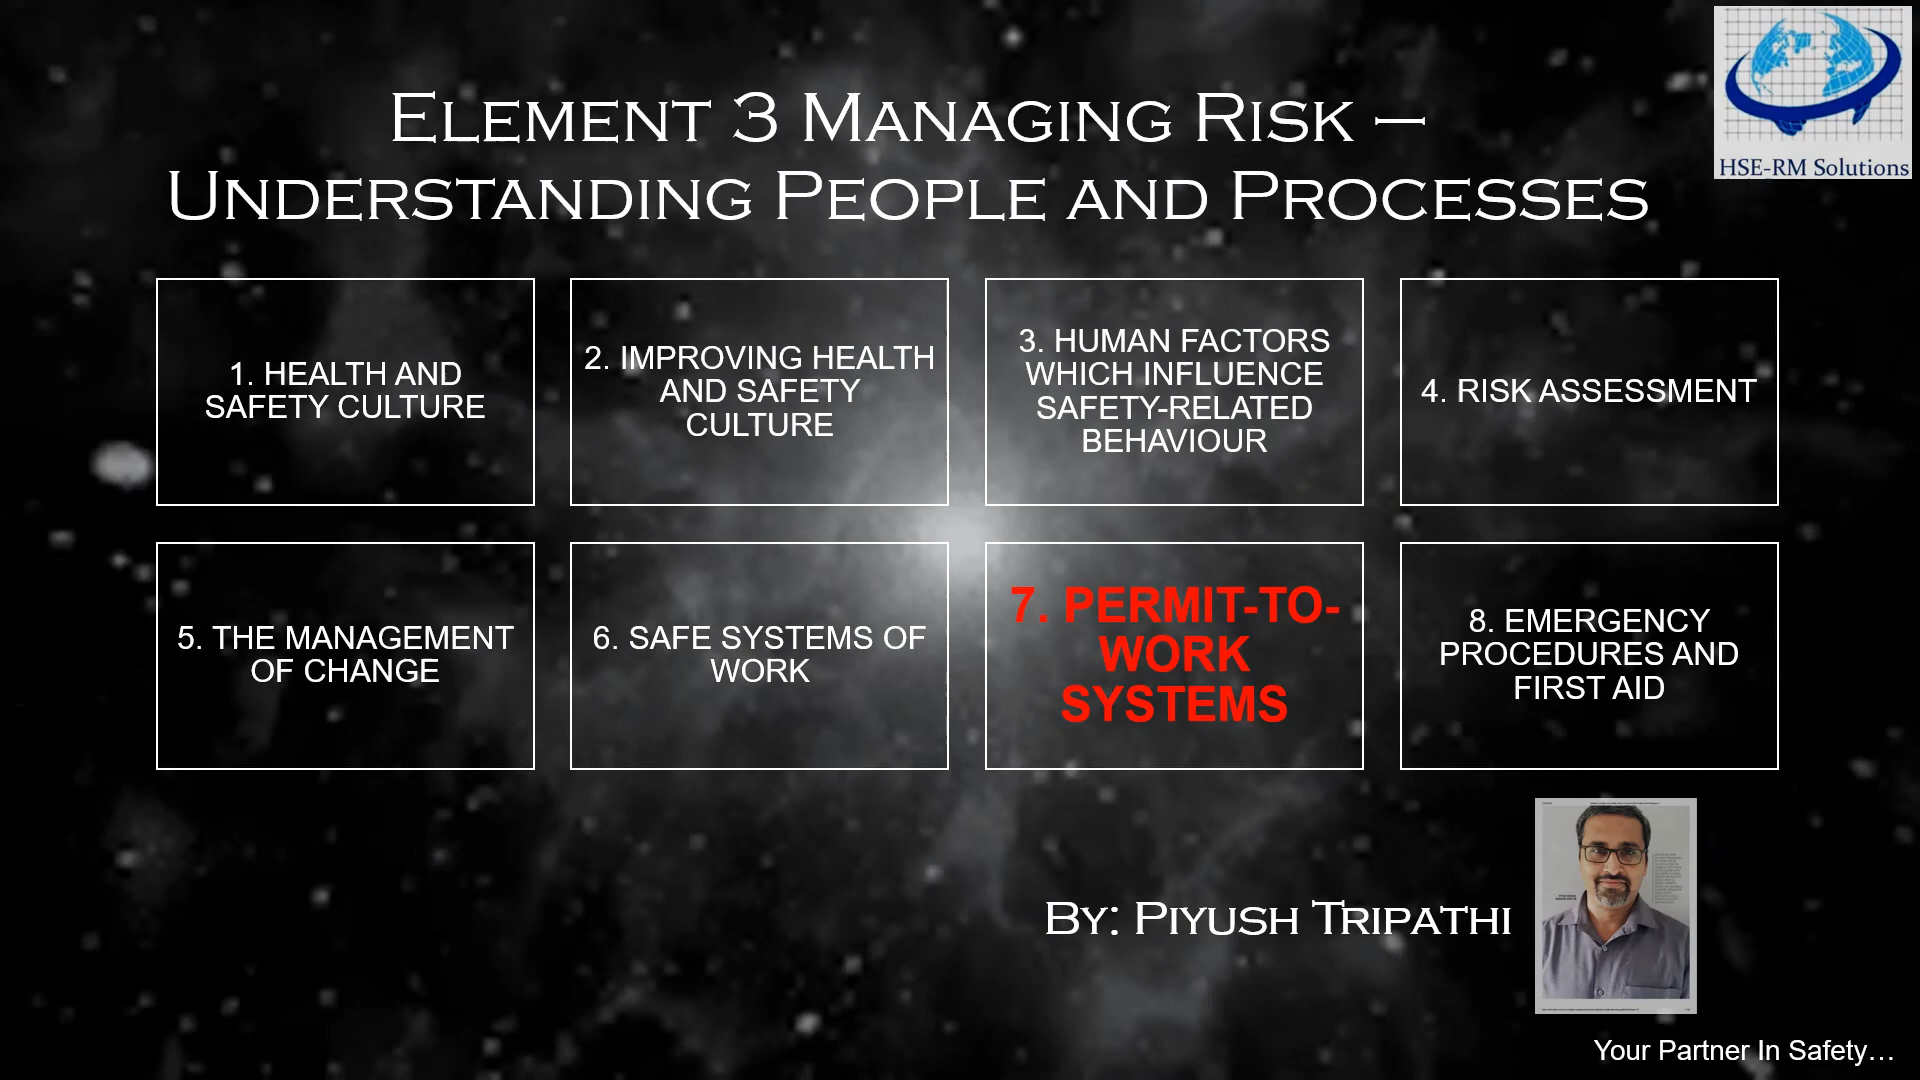 HSE-RM Solutions
Element 3 Managing Risk –
Understanding People and Processes
1. HEALTH AND
SAFETY CULTURE
2. IMPROVING HEALTH
AND SAFETY
CULTURE
3. HUMAN FACTORS
WHICH INFLUENCE
SAFETY-RELATED
BEHAVIOUR
4. RISK ASSESSMENT
5. THE MANAGEMENT
OF CHANGE
6. SAFE SYSTEMS OF
WORK
7. PERMIT-TO-
WORK
SYSTEMS
8. EMERGENCY
PROCEDURES AND
FIRST AID
By: Piyush Tripathi
Your Partner In Safety…